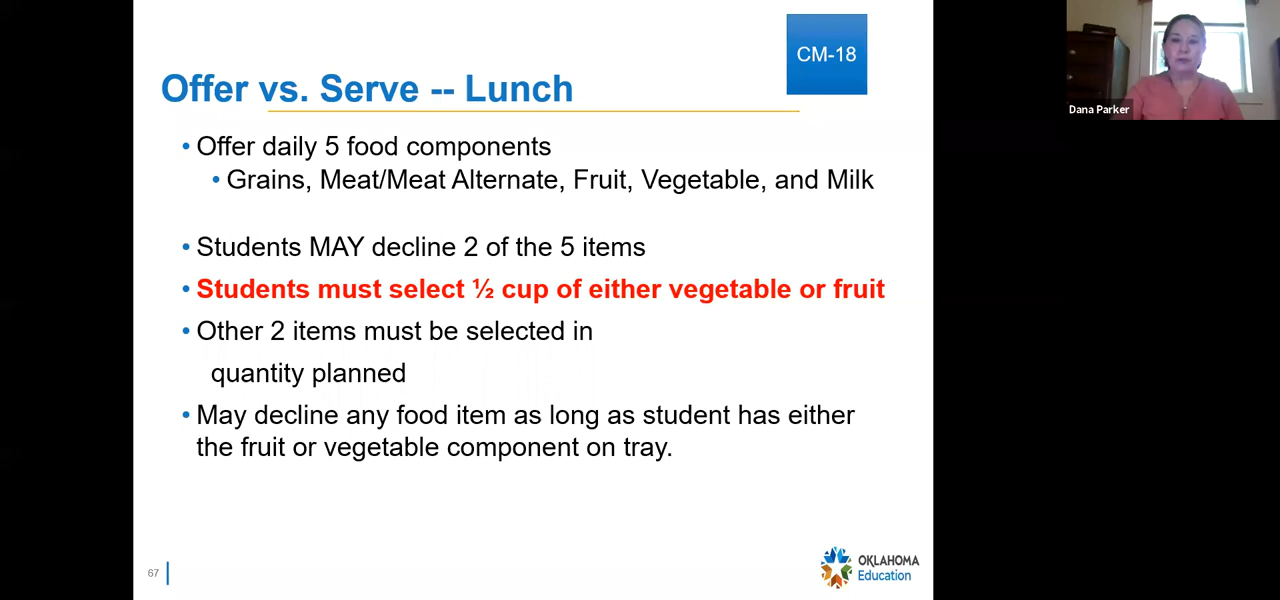 CM-18
Offer vs. Serve -- Lunch
• Offer daily 5 food components
• Grains, Meat/Meat Alternate, Fruit, Vegetable, and Milk
• Students MAY decline 2 of the 5 items
• Students must select ½ cup of either vegetable or fruit
• Other 2 items must be selected in
quantity planned
• May decline any food item as long as student has either
the fruit or vegetable component on tray.
67
OKLAHOMA
Education
Dana Parker